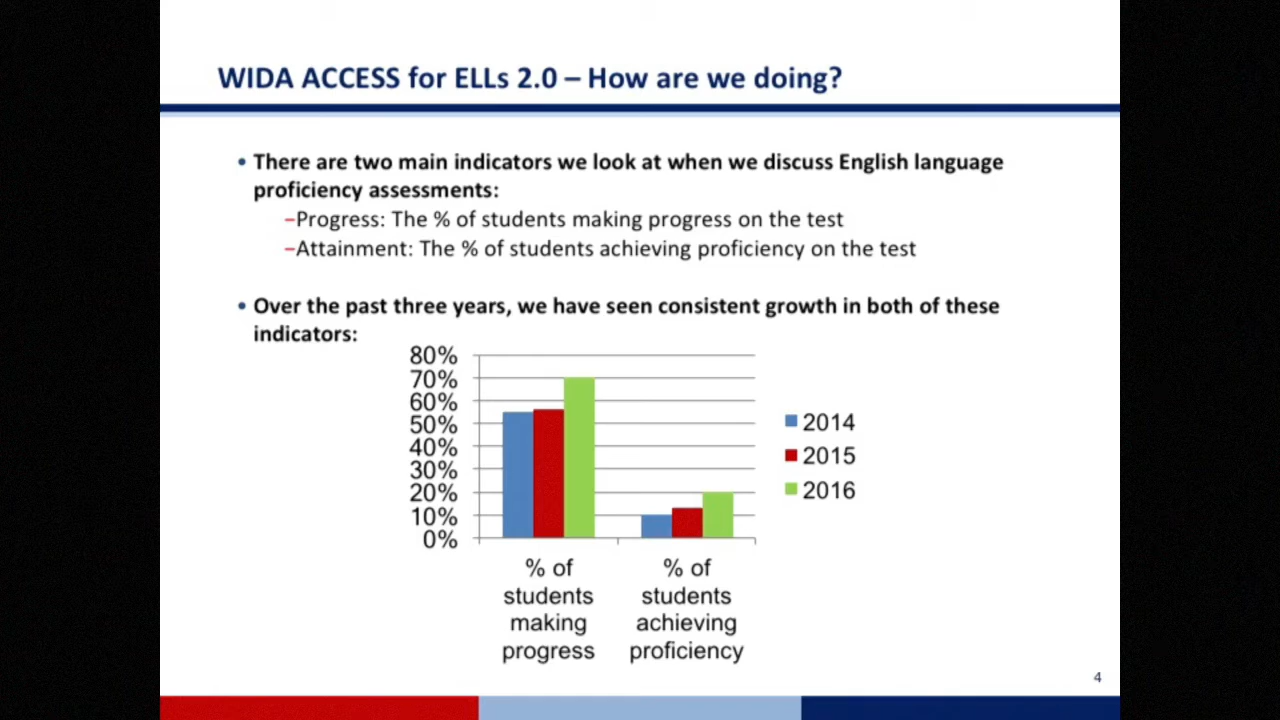 WIDA ACCESS for ELLs 2.0 – How are we doing?
• There are two main indicators we look at when we discuss English language
proficiency assessments:
–Progress: The % of students making progress on the test
–Attainment: The % of students achieving proficiency on the test
• Over the past three years, we have seen consistent growth in both of these
indicators:
80%
70%
60%
50%
40%
30%
20%
10%
0%
% of
students
making
progress
% of
students
achieving
proficiency
2014
2015
2016
4